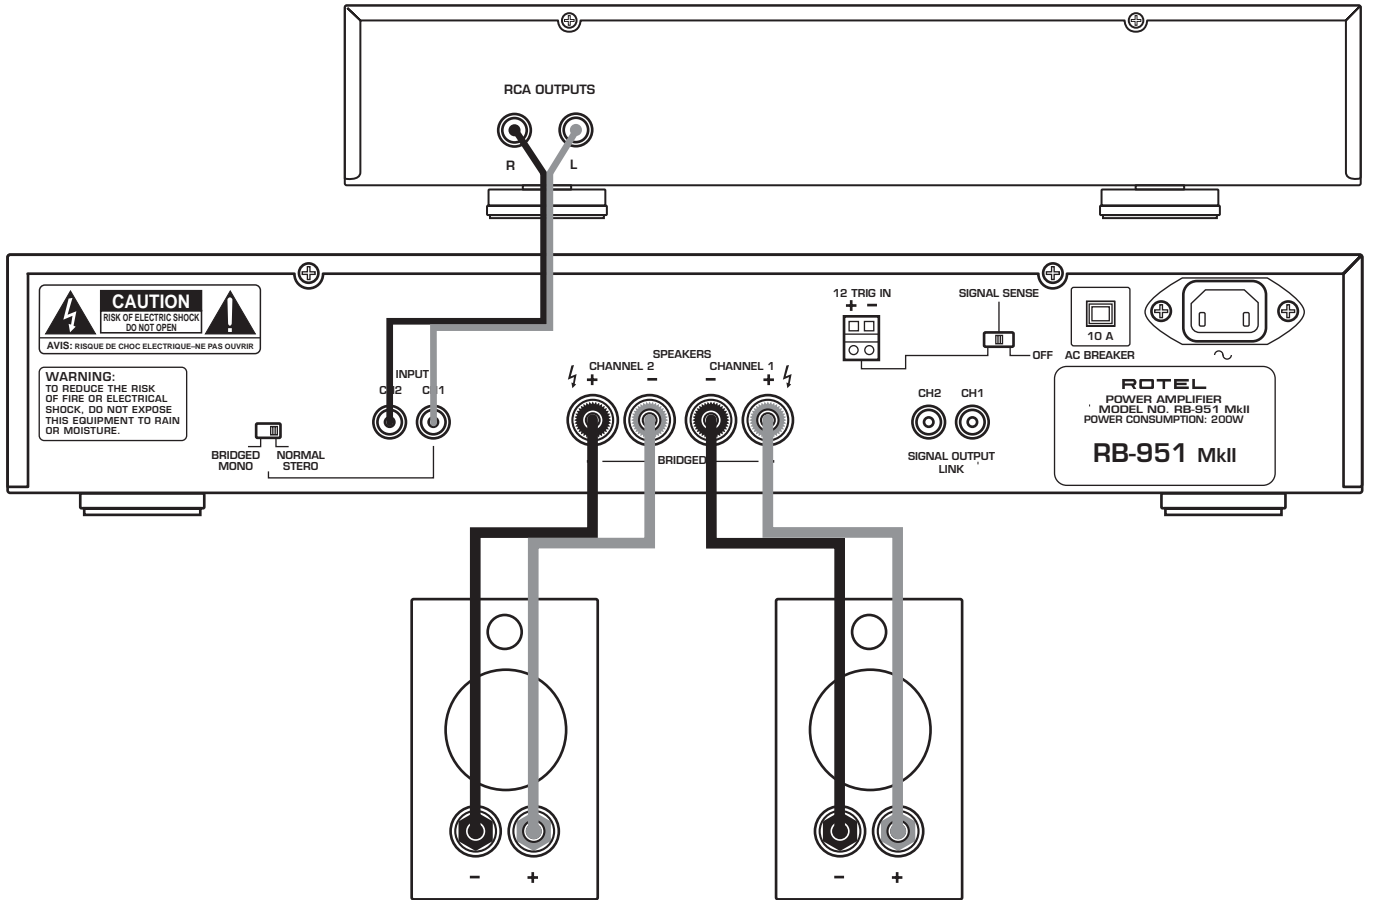 RCA OUTPUTS
R L
CAUTION
RISK OF ELECTRIC SHOCK
DO NOT OPEN
AVIS: RISQUE DE CHOC ELECTRIQUE–NE PAS OUVRIR
WARNING:
TO REDUCE THE RISK
OF FIRE OR ELECTRICAL
SHOCK, DO NOT EXPOSE
THIS EQUIPMENT TO RAIN
OR MOISTURE.
BRIDGED
MONO
NORMAL
STERO
INPUT
CH2 CH1
SPEAKERS
CHANNEL 2 CHANNEL 1
+ – – +
BRIDGED
12 TRIG IN
+ –
SIGNAL SENSE
OFF
CH2 CH1
SIGNAL OUTPUT
LINK
10 A
AC BREAKER
ROTEL
POWER AMPLIFIER
MODEL NO. RB-951 MkII
POWER CONSUMPTION: 200W
RB-951 MkII
– +
– +